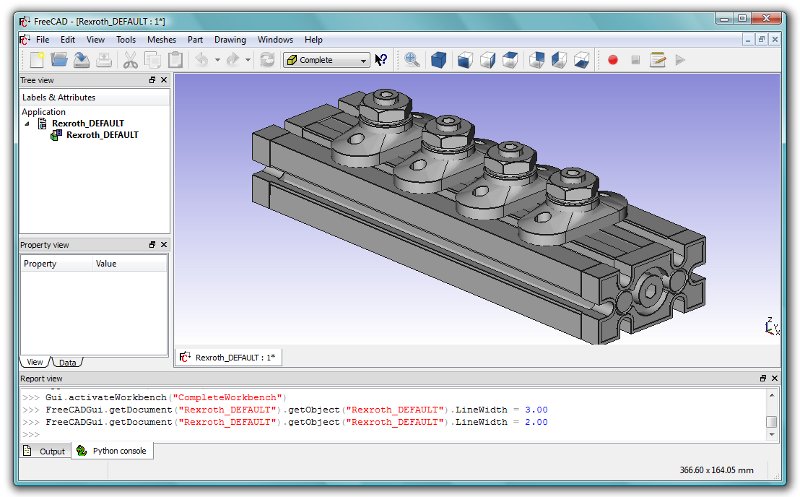 FreeCAD - [Rexroth_DEFAULT : 1*]
File Edit View Tools Meshes Part Drawing Windows Help
Complete
Tree view
Labels & Attributes
Application
Rexroth_DEFAULT
Rexroth_DEFAULT
Property view
Property Value
View Data
Z
Y
X
Rexroth_DEFAULT : 1*
Report view
>>> Gui.activateWorkbench("CompleteWorkbench")
>>> FreeCADGui.getDocument("Rexroth_DEFAULT").getObject("Rexroth_DEFAULT").LineWidth = 3.00
>>> FreeCADGui.getDocument("Rexroth_DEFAULT").getObject("Rexroth_DEFAULT").LineWidth = 2.00
>>>
Output Python console
366.60 x 164.05 mm